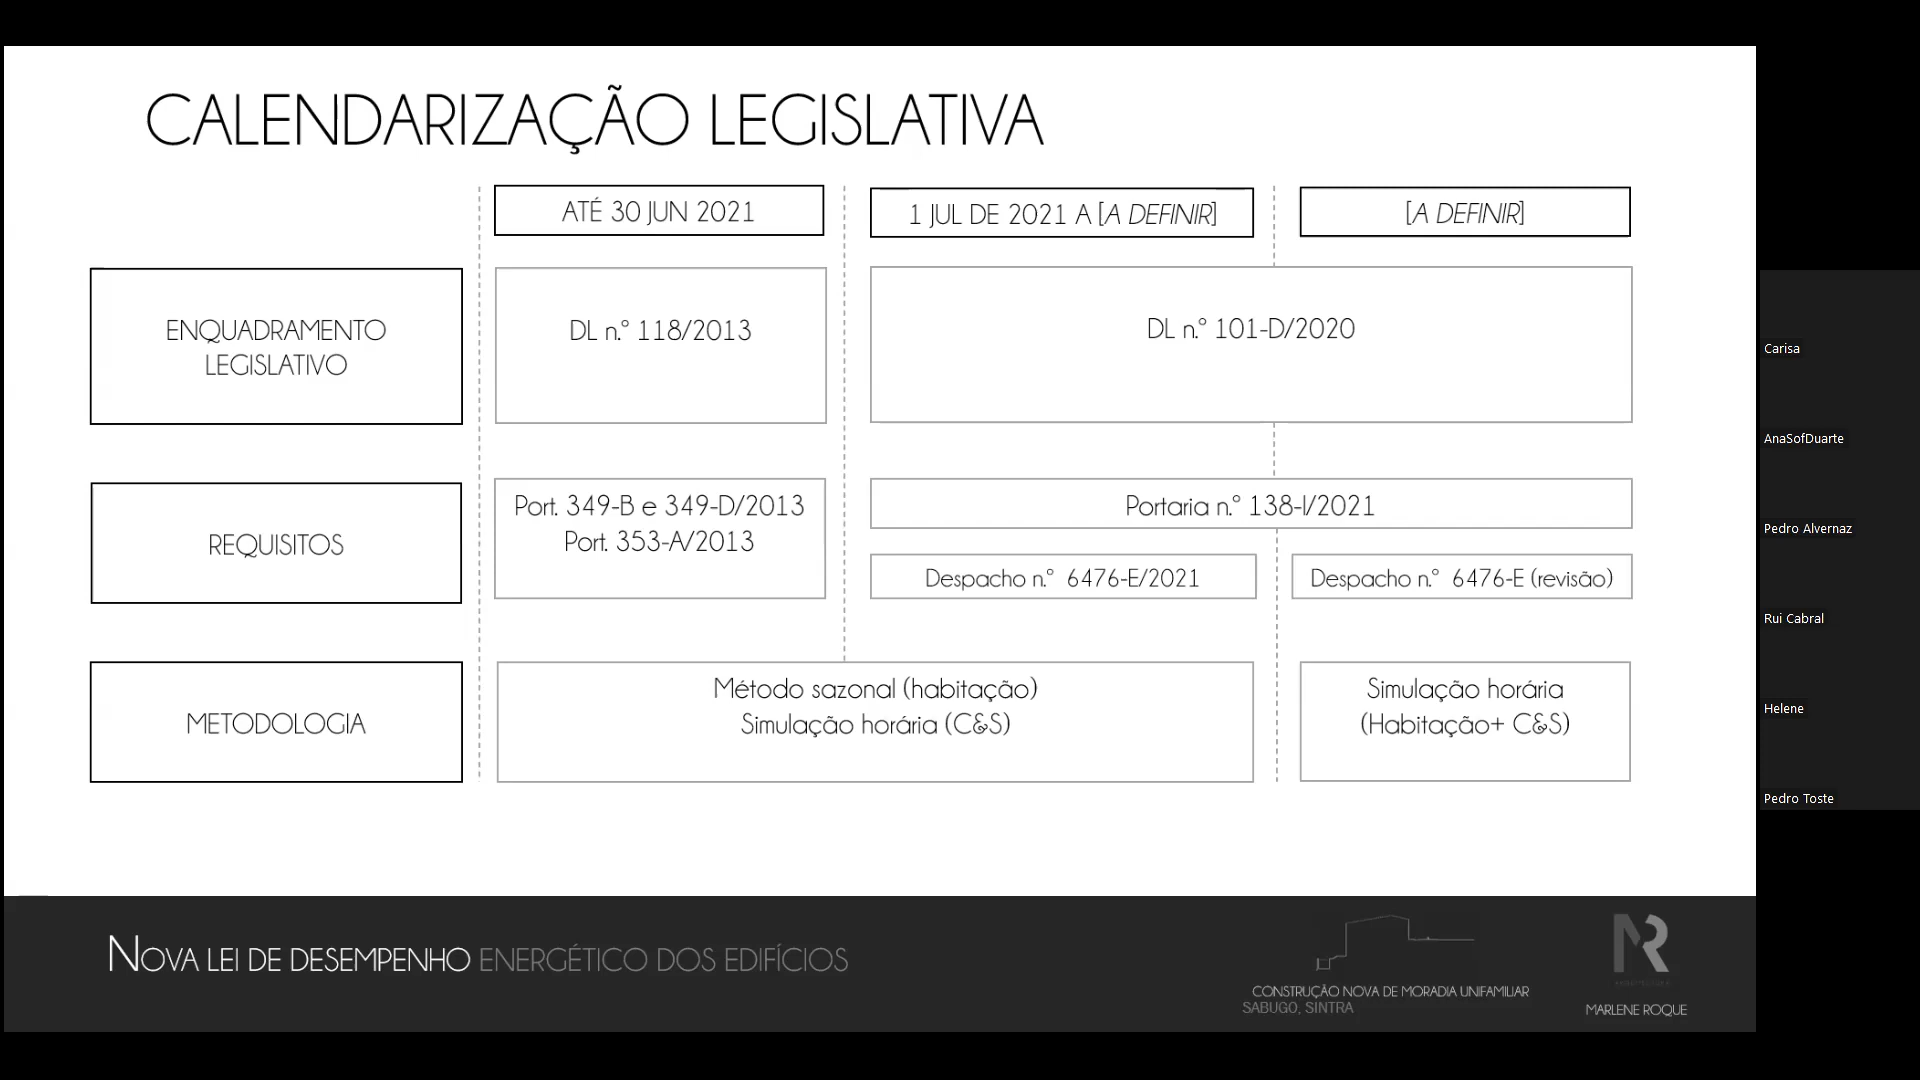 CALENDARIZAÇÃO LEGISLATIVA
ATÉ 30 JUN 2021
1 JUL DE 2021 A [A DEFINIR]
[A DEFINIR]
ENQUADRAMENTO
LEGISLATIVO
DL n.º 118/2013
DL n.º 101-D/2020
REQUISITOS
Port. 349-B e 349-D/2013
Port. 353-A/2013
Portaria n.º 138-I/2021
Despacho n.º 6476-E/2021
Despacho n.º 6476-E (revisão)
METODOLOGIA
Método sazonal (habitação)
Simulação horária (C&S)
Simulação horária
(Habitação+ C&S)
Carisa
AnaSofDuarte
Pedro Alvernaz
Rui Cabral
Helene
Pedro Toste
NOVA LEI DE DESEMPENHO ENERGÉTICO DOS EDIFÍCIOS
CONSTRUÇÃO NOVA DE MORADIA UNIFAMILIAR
SABUGO, SINTRA
MR
MARLENE ROQUE